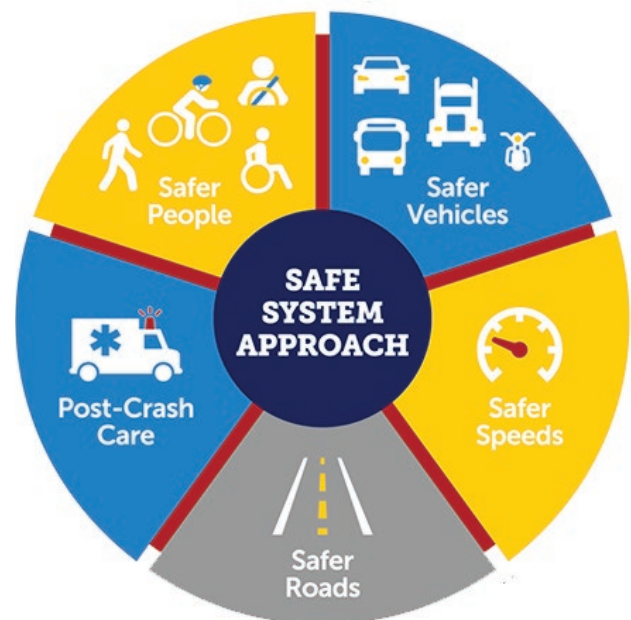 Safer
People
Safer
Vehicles
SAFE
SYSTEM
APPROACH
Post-Crash
Care
Safer
Speeds
Safer
Roads